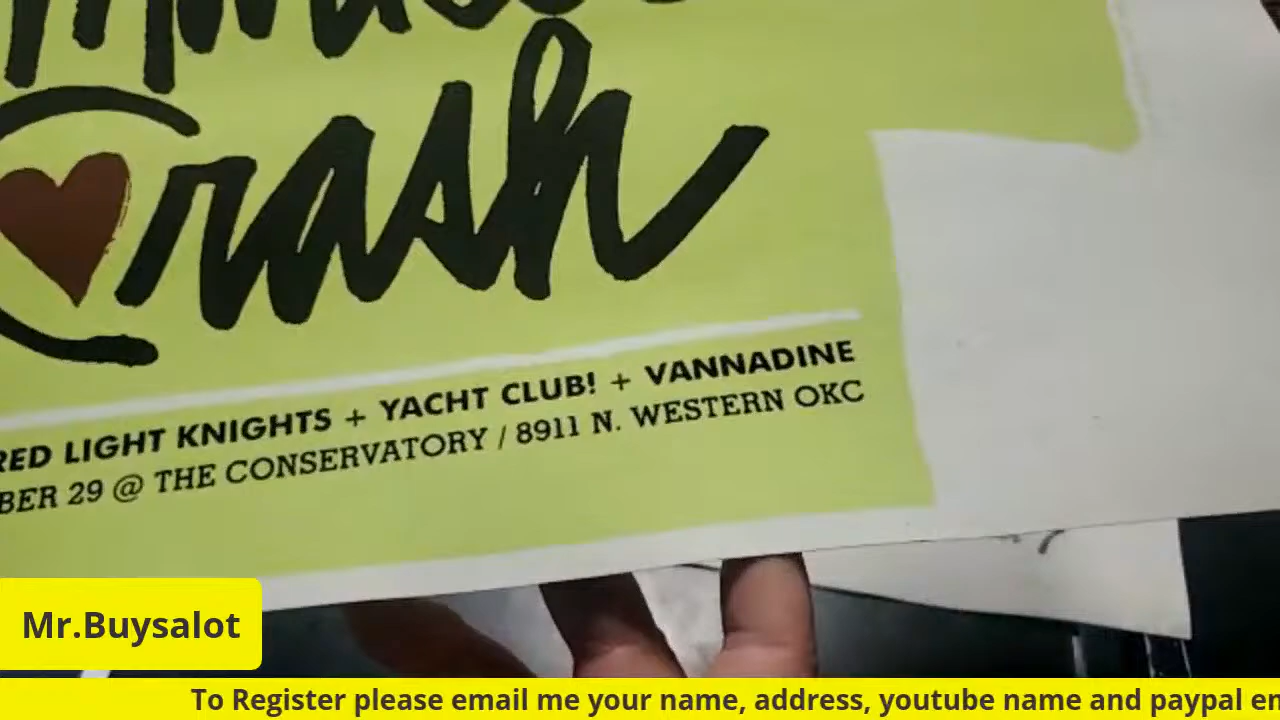 Crash
RED LIGHT KNIGHTS + YACHT CLUB! + VANNADINE
BER 29 @ THE CONSERVATORY / 8911 N. WESTERN OKC
Mr.Buysalot
To Register please email me your name, address, youtube name and paypal em